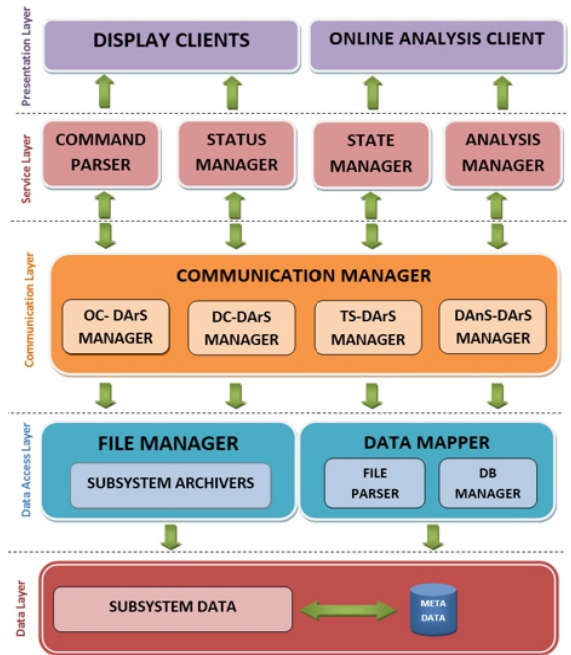 Presentation Layer
DISPLAY CLIENTS
ONLINE ANALYSIS CLIENT
Service Layer
COMMAND
PARSER
STATUS
MANAGER
STATE
MANAGER
ANALYSIS
MANAGER
Communication Layer
COMMUNICATION MANAGER
OC- DArS
MANAGER
DC-DArS
MANAGER
TS-DArS
MANAGER
DAnS-DArS
MANAGER
Data Access Layer
FILE MANAGER
SUBSYSTEM ARCHIVERS
DATA MAPPER
FILE
PARSER
DB
MANAGER
Data Layer
SUBSYSTEM DATA
META
DATA